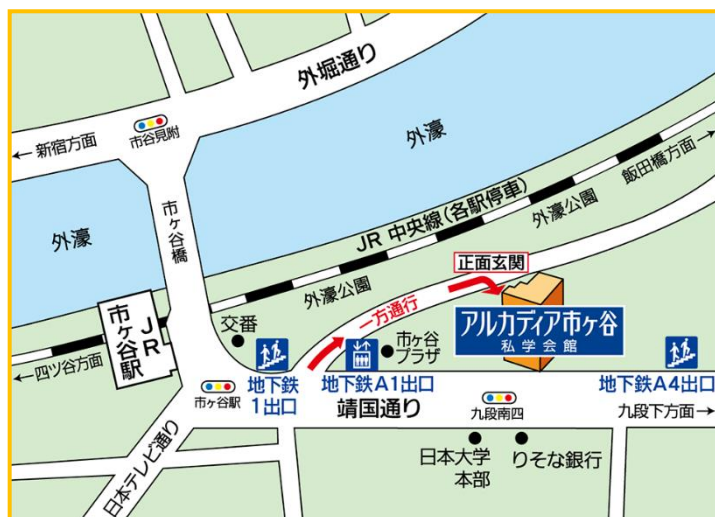 外堀通り
市谷見附
←新宿方面
外濠
飯田橋方面→
市ヶ谷橋
JR 中央線(各駅停車)
外濠公園
外濠
正面玄関
外濠公園
一方通行
アルカディア市ヶ谷
私学会館
JR
市ヶ谷駅
交番
市ヶ谷
プラザ
←四ツ谷方面
市ヶ谷駅
地下鉄
1出口
地下鉄A1出口
地下鉄A4出口
靖国通り
九段南四
九段下方面→
日本テレビ通り
日本大学
本部
りそな銀行